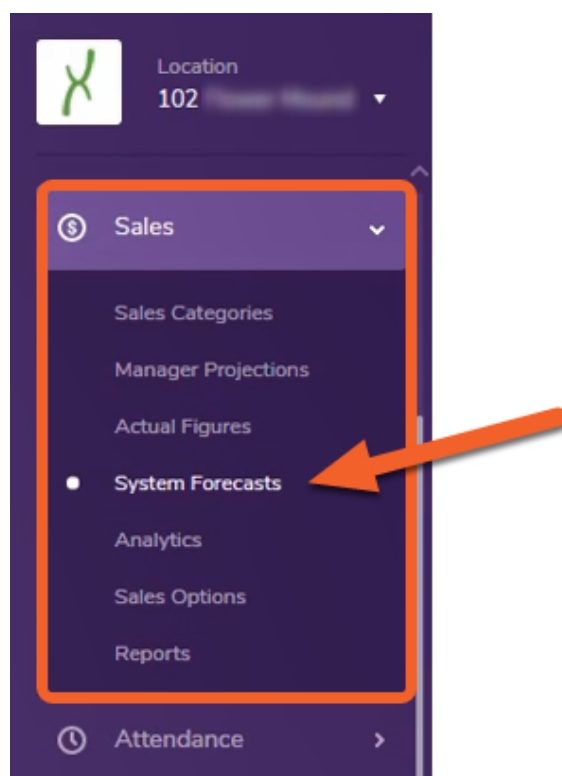 Location
102
Sales
Sales Categories
Manager Projections
Actual Figures
System Forecasts
Analytics
Sales Options
Reports
Attendance